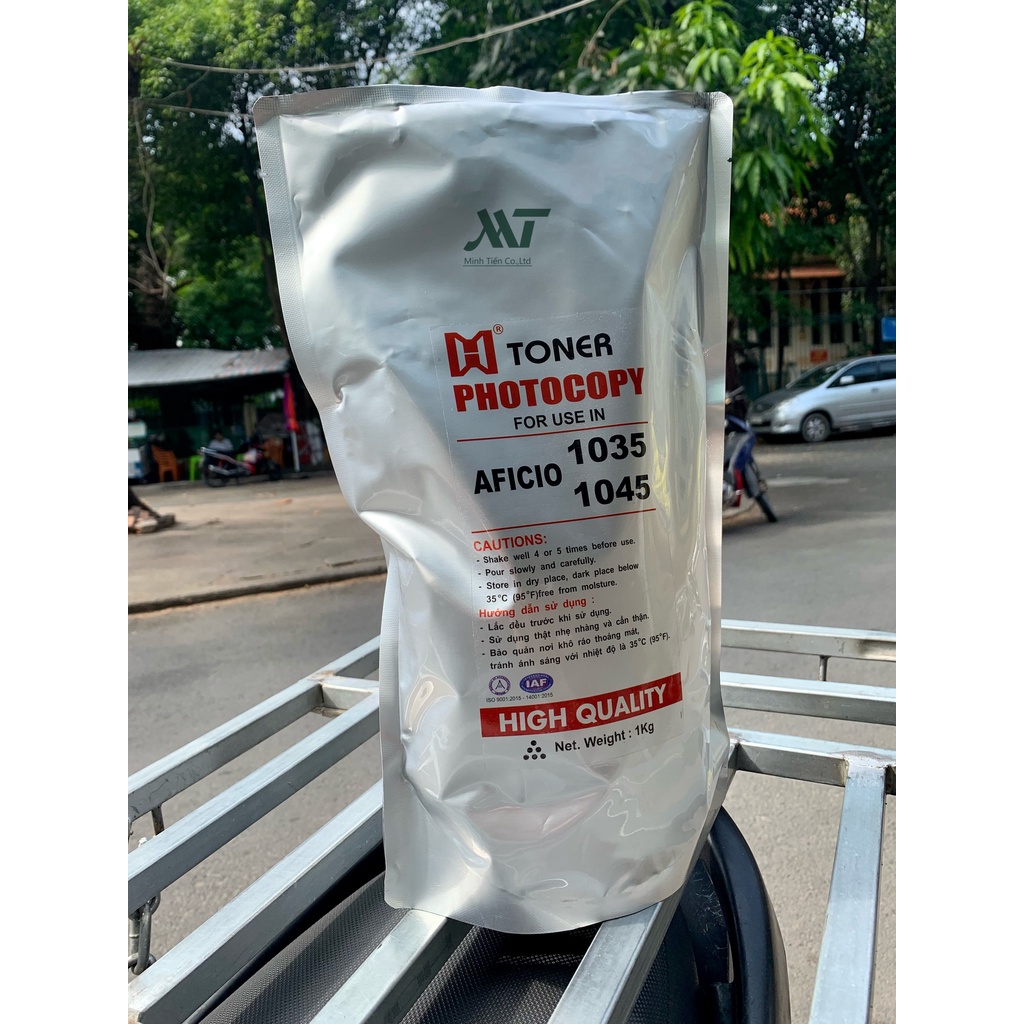 MT
Minh Tiến Co.,Ltd
®
TONER
PHOTOCOPY
FOR USE IN
AFICIO 1035
1045
CAUTIONS:
- Shake well 4 or 5 times before use.
- Pour slowly and carefully.
- Store in dry place, dark place below
35°C (95°F)free from molsture.
Hướng dẫn sử dụng :
- Lắc đều trước khi sử dụng.
- Sử dụng thật nhẹ nhàng và cẩn thận.
- Bảo quản nơi khô ráo thoáng mát,
tránh ánh sáng với nhiệt độ là 35°C (95°F).
IAF
ISO 9001:2015 - 14001:2015
HIGH QUALITY
Net. Weight : 1Kg